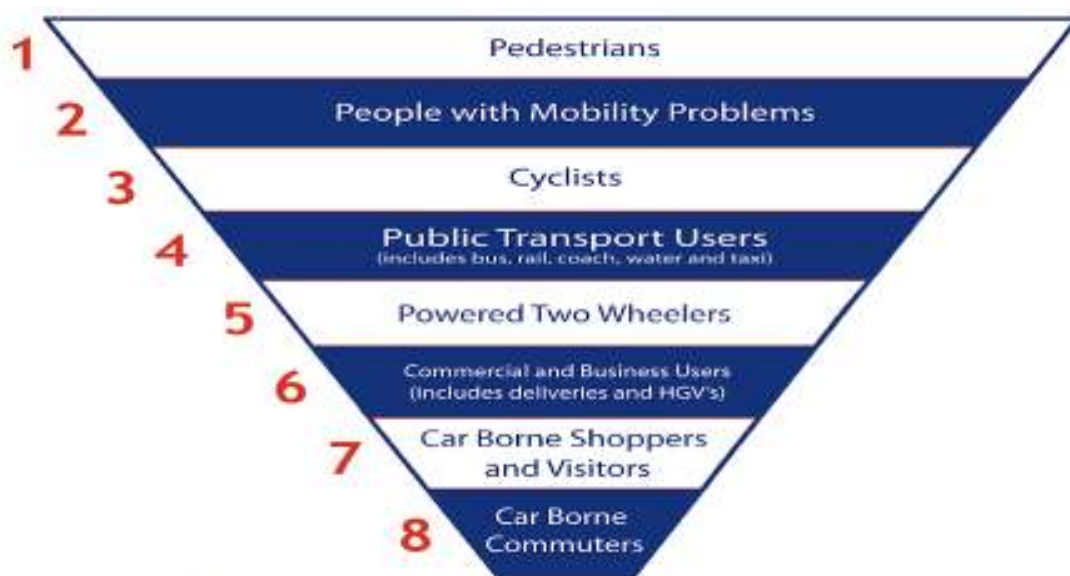 1
Pedestrians
2
People with Mobility Problems
3
Cyclists
4
Public Transport Users
(includes bus, rail, coach, water and taxi)
5
Powered Two Wheelers
6
Commercial and Business Users
(includes deliveries and HGV's)
7
Car Borne Shoppers
and Visitors
8
Car Borne
Commuters